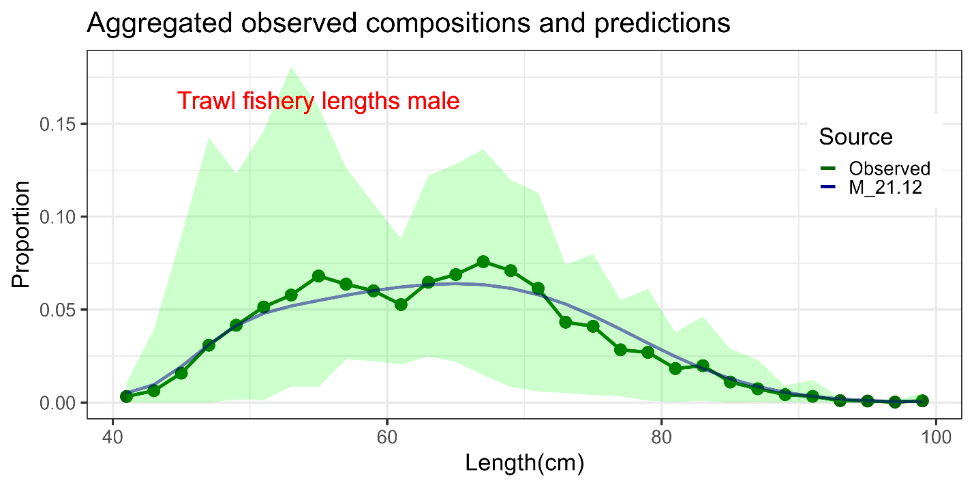 Aggregated observed compositions and predictions
Trawl fishery lengths male
Source
Observed
M_21.12
Proportion
0.15
0.10
0.05
0.00
40
60
80
100
Length(cm)